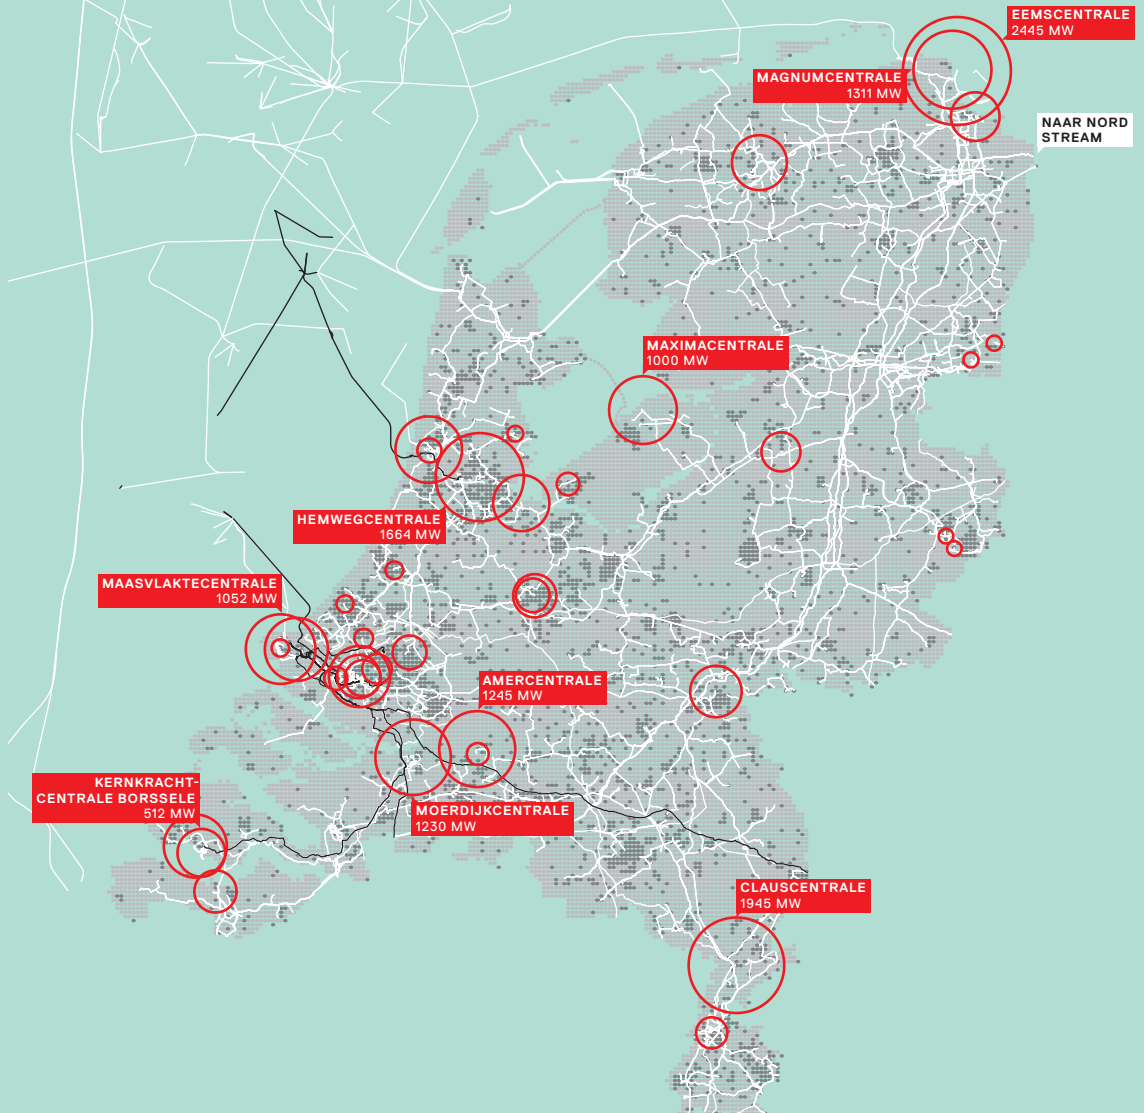 EEMSCENTRALE
2445 MW
MAGNUMCENTRALE
1311 MW
NAAR NORD
STREAM
MAXIMACENTRALE
1000 MW
HEMWEGCENTRALE
1664 MW
MAASVLAKTECENTRALE
1052 MW
AMERCENTRALE
1245 MW
KERNKRACHT-
CENTRALE BORSSELE
512 MW
MOERDIJKCENTRALE
1230 MW
CLAUSCENTRALE
1945 MW